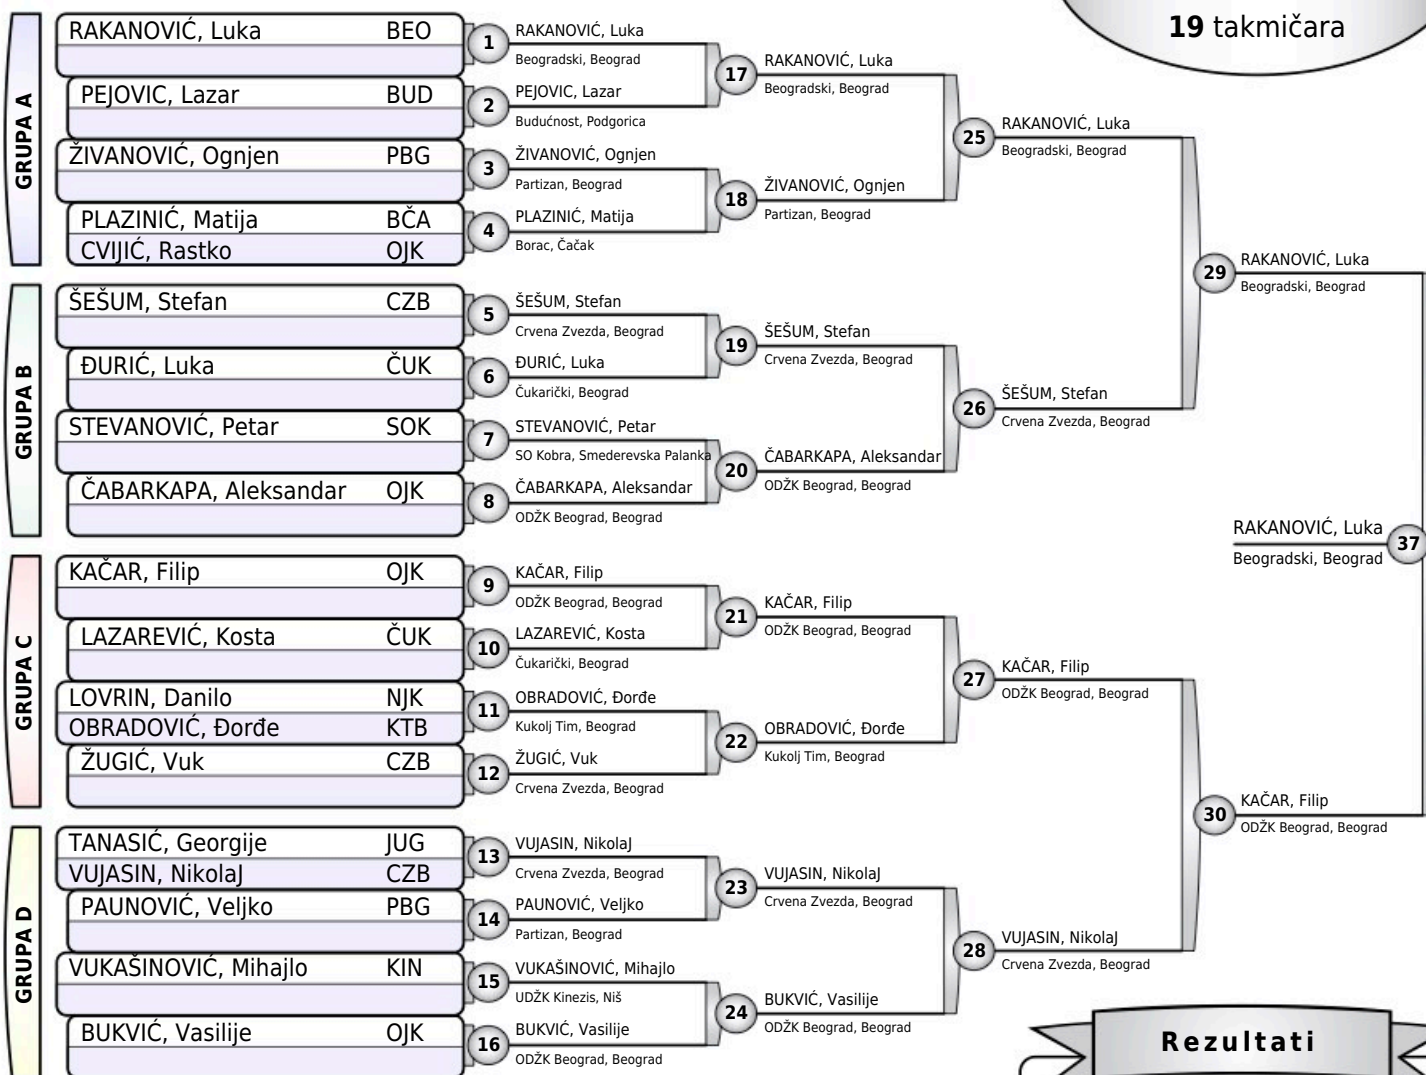 19 takmičara
GRUPA A
RAKANOVIĆ, Luka BEO
PEJOVIC, Lazar BUD
ŽIVANOVIĆ, Ognjen PBG
PLAZINIĆ, Matija BČA
CVIJIĆ, Rastko OJK
GRUPA B
ŠEŠUM, Stefan CZB
ĐURIĆ, Luka ČUK
STEVANOVIĆ, Petar SOK
ČABARKAPA, Aleksandar OJK
GRUPA C
KAČAR, Filip OJK
LAZAREVIĆ, Kosta ČUK
LOVRIN, Danilo NJK
OBRADOVIĆ, Đorđe KTB
ŽUGIĆ, Vuk CZB
GRUPA D
TANASIĆ, Georgije JUG
VUJASIN, NikolaJ CZB
PAUNOVIĆ, Veljko PBG
VUKAŠINOVIĆ, Mihajlo KIN
BUKVIĆ, Vasilije OJK
1 RAKANOVIĆ, Luka
Beogradski, Beograd
2 PEJOVIC, Lazar
Budućnost, Podgorica
3 ŽIVANOVIĆ, Ognjen
Partizan, Beograd
4 PLAZINIĆ, Matija
Borac, Čačak
5 ŠEŠUM, Stefan
Crvena Zvezda, Beograd
6 ĐURIĆ, Luka
Čukarički, Beograd
7 STEVANOVIĆ, Petar
SO Kobra, Smederevska Palanka
8 ČABARKAPA, Aleksandar
ODŽK Beograd, Beograd
9 KAČAR, Filip
ODŽK Beograd, Beograd
10 LAZAREVIĆ, Kosta
Čukarički, Beograd
11 OBRADOVIĆ, Đorđe
Kukolj Tim, Beograd
12 ŽUGIĆ, Vuk
Crvena Zvezda, Beograd
13 VUJASIN, NikolaJ
Crvena Zvezda, Beograd
14 PAUNOVIĆ, Veljko
Partizan, Beograd
15 VUKAŠINOVIĆ, Mihajlo
UDŽK Kinezis, Niš
16 BUKVIĆ, Vasilije
ODŽK Beograd, Beograd
17 RAKANOVIĆ, Luka
Beogradski, Beograd
18 ŽIVANOVIĆ, Ognjen
Partizan, Beograd
19 ŠEŠUM, Stefan
Crvena Zvezda, Beograd
20 ČABARKAPA, Aleksandar
ODŽK Beograd, Beograd
21 KAČAR, Filip
ODŽK Beograd, Beograd
22 OBRADOVIĆ, Đorđe
Kukolj Tim, Beograd
23 VUJASIN, NikolaJ
Crvena Zvezda, Beograd
24 BUKVIĆ, Vasilije
ODŽK Beograd, Beograd
25 RAKANOVIĆ, Luka
Beogradski, Beograd
26 ŠEŠUM, Stefan
Crvena Zvezda, Beograd
27 KAČAR, Filip
ODŽK Beograd, Beograd
28 VUJASIN, NikolaJ
Crvena Zvezda, Beograd
29 RAKANOVIĆ, Luka
Beogradski, Beograd
30 KAČAR, Filip
ODŽK Beograd, Beograd
RAKANOVIĆ, Luka 37
Beogradski, Beograd
Rezultati